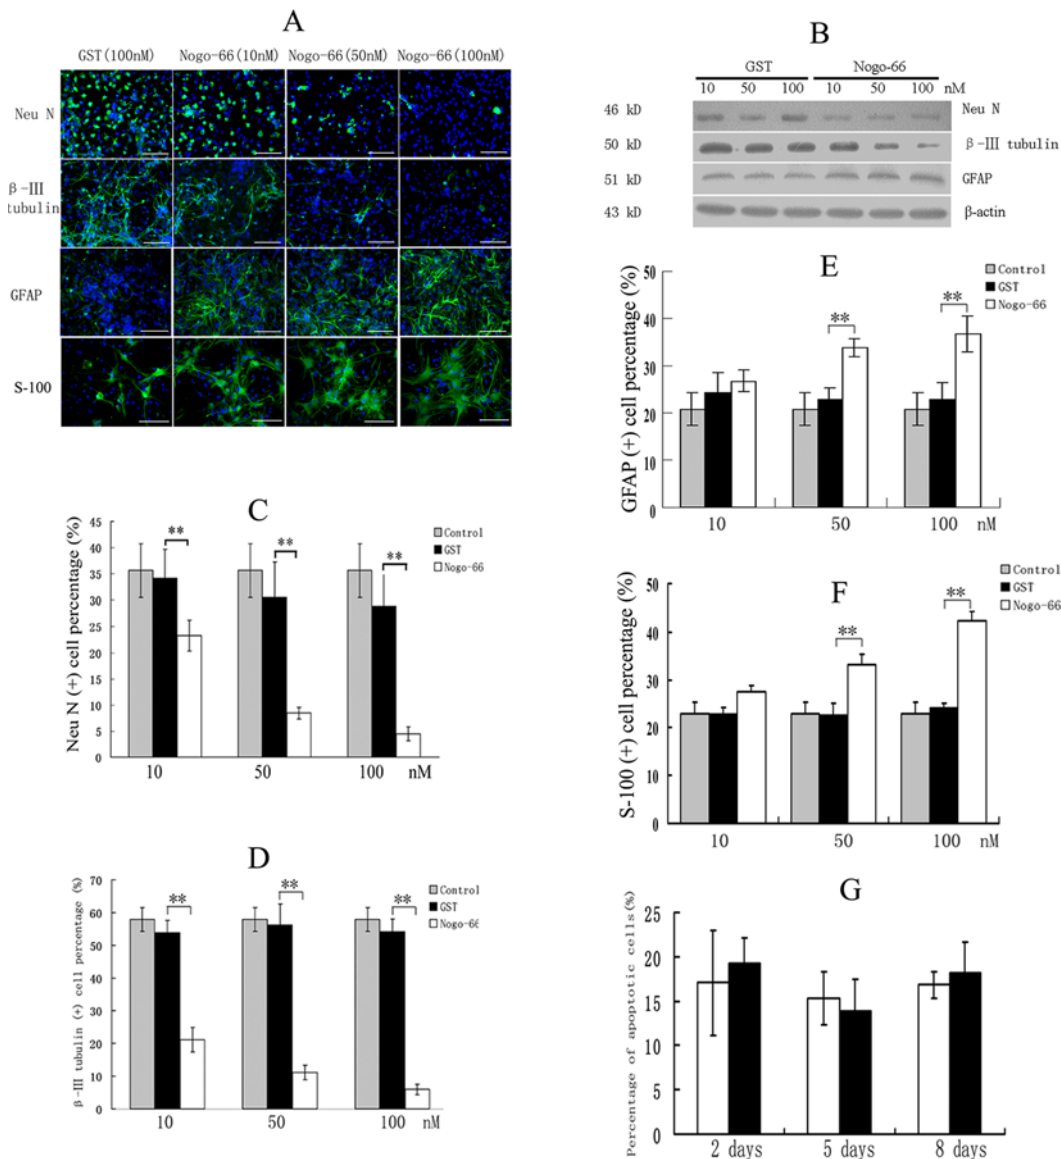 A
GST(100nM) Nogo-66(10nM) Nogo-66(50nM) Nogo-66(100nM)
Neu N
β-III
tubulin
GFAP
S-100
B
GST Nogo-66
10 50 100 10 50 100 nM
46 kD Neu N
50 kD β-III tubulin
51 kD GFAP
43 kD β-actin
C
Neu N (+) cell percentage (%)
45
40
35
30
25
20
15
10
5
0
** ** **
Control
GST
Nogo-66
10 50 100 nM
D
β-III tubulin (+) cell percentage (%)
70
60
50
40
30
20
10
0
** ** **
Control
GST
Nogo-66
10 50 100 nM
E
GFAP (+) cell percentage (%)
50
40
30
20
10
0
** **
Control
GST
Nogo-66
10 50 100 nM
F
S-100 (+) cell percentage (%)
50
40
30
20
10
0
** **
Control
GST
Nogo-66
10 50 100 nM
G
Percentage of apoptotic cells(%)
25
20
15
10
5
0
2 days 5 days 8 days